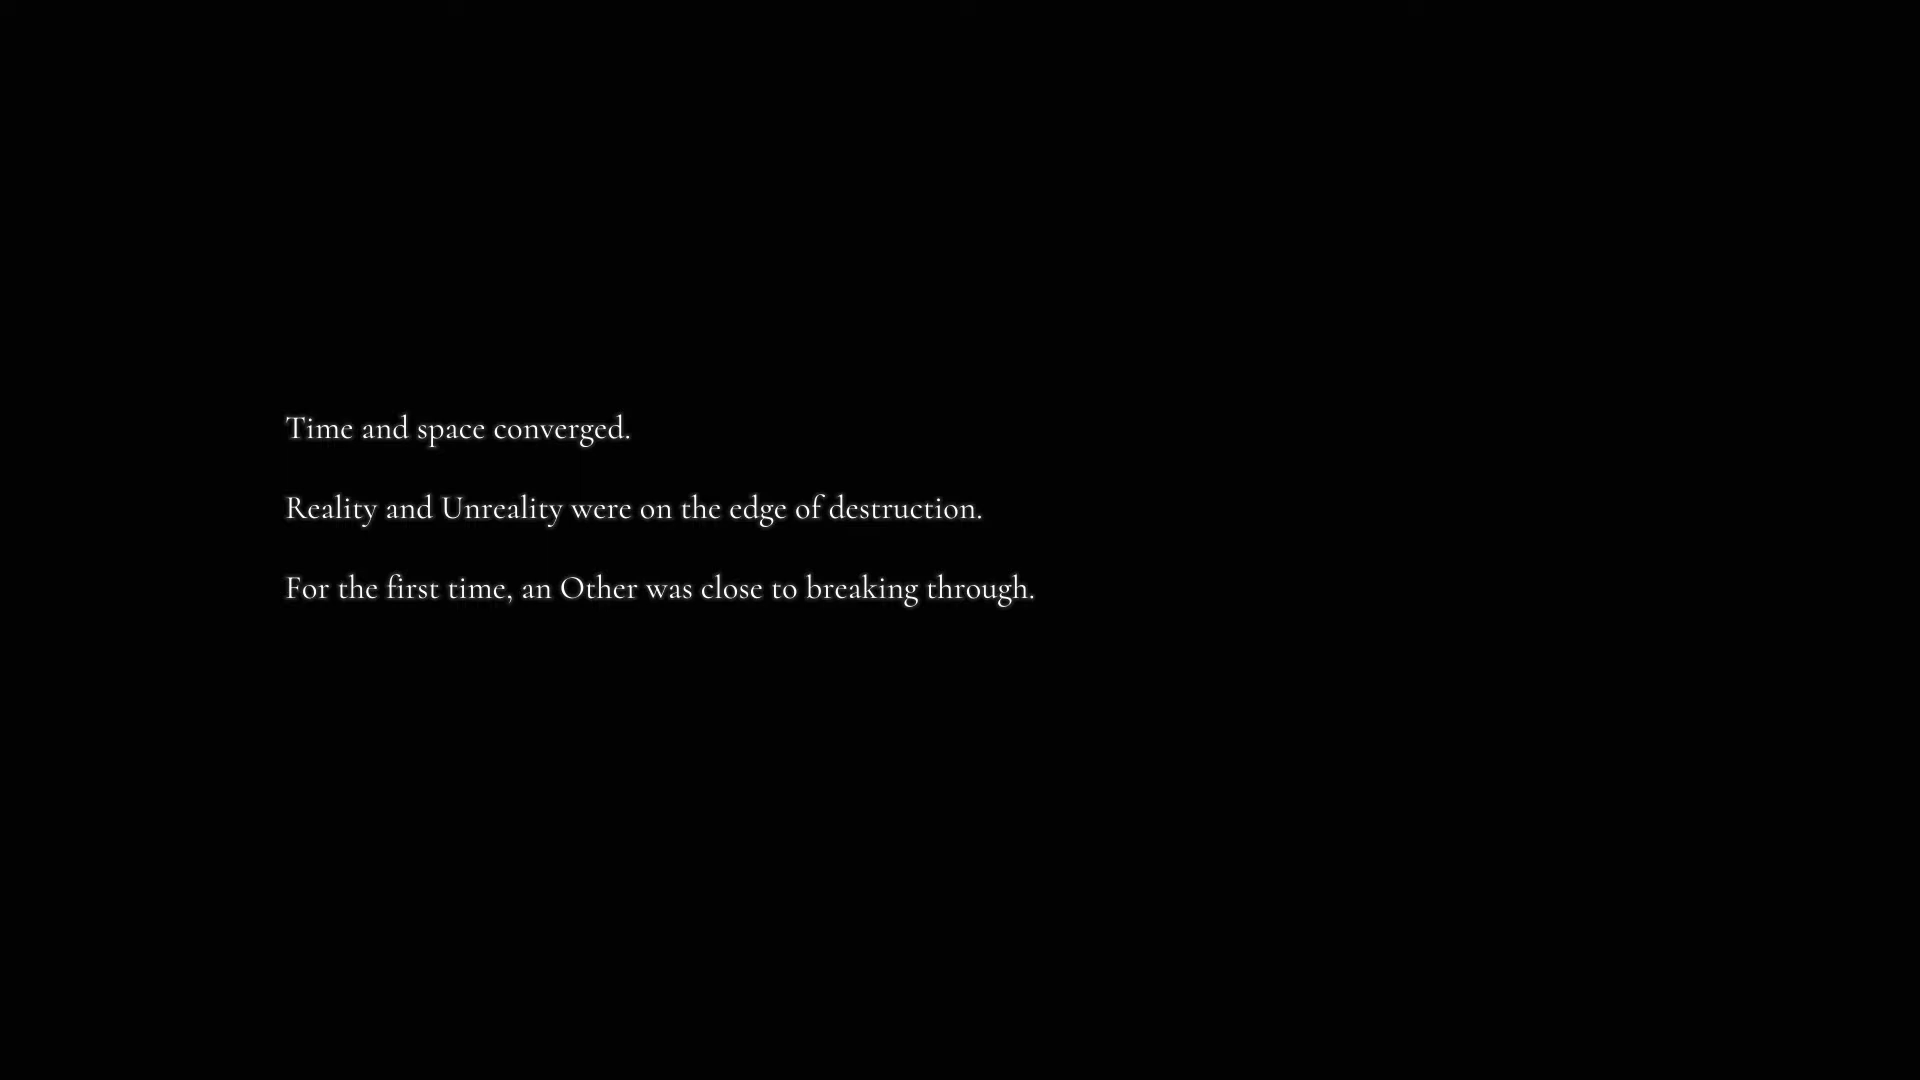 Time and space converged.
Reality and Unreality were on the edge of destruction.
For the first time, an Other was close to breaking through.